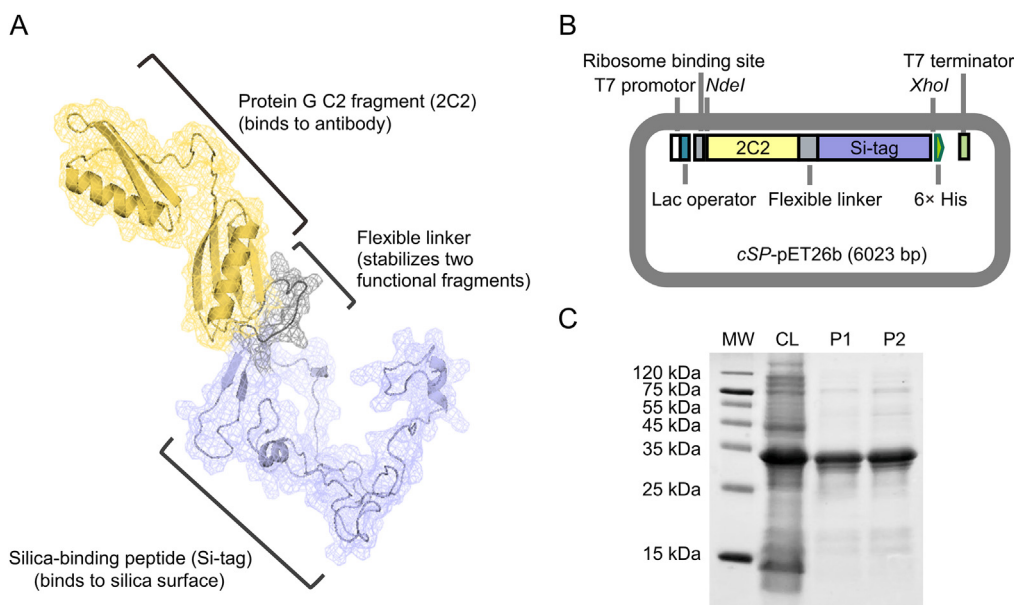 A
Protein G C2 fragment (2C2)
(binds to antibody)
Flexible linker
(stabilizes two
functional fragments)
Silica-binding peptide (Si-tag)
(binds to silica surface)
B
Ribosome binding site
T7 terminator
T7 promotor
NdeI
XhoI
2C2
Si-tag
Lac operator
Flexible linker
6× His
cSP-pET26b (6023 bp)
C
MW CL P1 P2
120 kDa
75 kDa
55 kDa
45 kDa
35 kDa
25 kDa
15 kDa